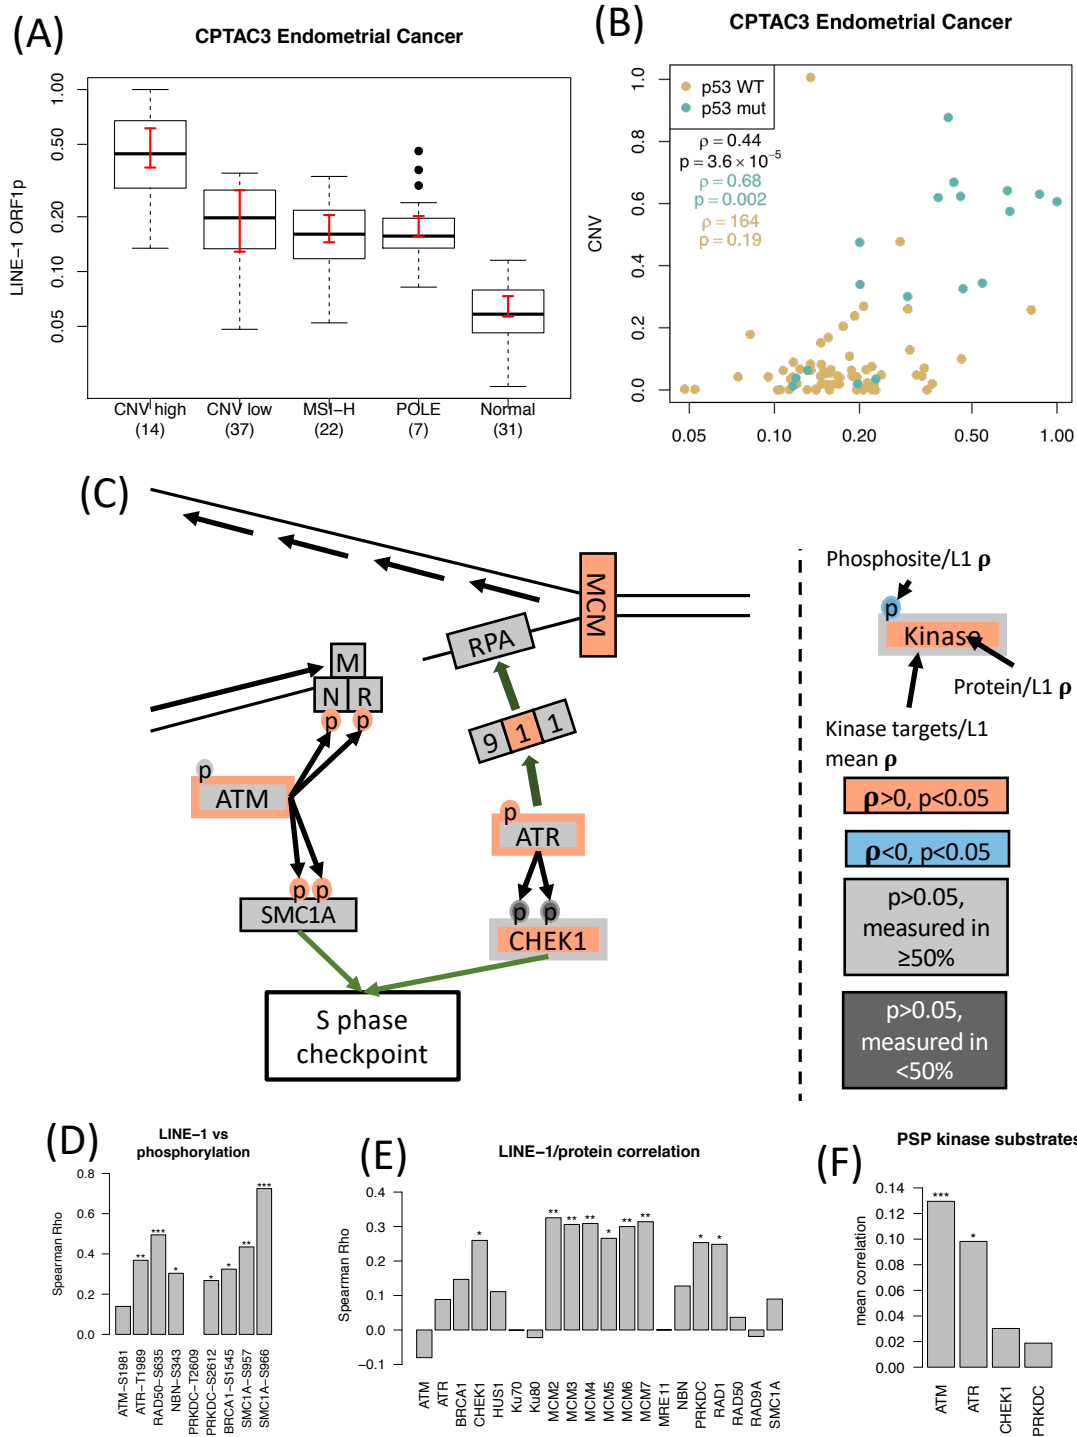 (A)
CPTAC3 Endometrial Cancer
LINE-1 ORF1p
1.00
0.50
0.20
0.10
0.05
CNV high
(14)
CNV low
(37)
MSI-H
(22)
POLE
(7)
Normal
(31)
(B)
CPTAC3 Endometrial Cancer
CNV
1.0
0.8
0.6
0.4
0.2
0.0
p53 WT
p53 mut
ρ = 0.44
p = 3.6 × 10⁻⁵
ρ = 0.68
p = 0.002
ρ = 164
p = 0.19
0.05
0.10
0.20
0.50
1.00
(C)
MCM
RPA
M
N R
p p
9 1 1
p
ATM
p
ATR
p p
SMC1A
p p
CHEK1
S phase
checkpoint
Phosphosite/L1 ρ
p
Kinase
Protein/L1 ρ
Kinase targets/L1
mean ρ
ρ>0, p<0.05
ρ<0, p<0.05
p>0.05,
measured in
≥50%
p>0.05,
measured in
<50%
(D)
LINE-1 vs
phosphorylation
Spearman Rho
0.8
0.6
0.4
0.2
0.0
** *** * * * ** ***
ATM-S1981
ATR-T1989
RAD50-S635
NBN-S343
PRKDC-T2609
PRKDC-S2612
BRCA1-S1545
SMC1A-S957
SMC1A-S966
(E)
LINE-1/protein correlation
Spearman Rho
0.4
0.3
0.2
0.1
0.0
-0.1
* ** ** ** * ** ** * *
ATM
ATR
BRCA1
CHEK1
HUS1
Ku70
Ku80
MCM2
MCM3
MCM4
MCM5
MCM6
MCM7
MRE11
NBN
PRKDC
RAD1
RAD50
RAD9A
SMC1A
(F)
PSP kinase substrates
mean correlation
0.14
0.12
0.10
0.08
0.06
0.04
0.02
0.00
*** *
ATM
ATR
CHEK1
PRKDC